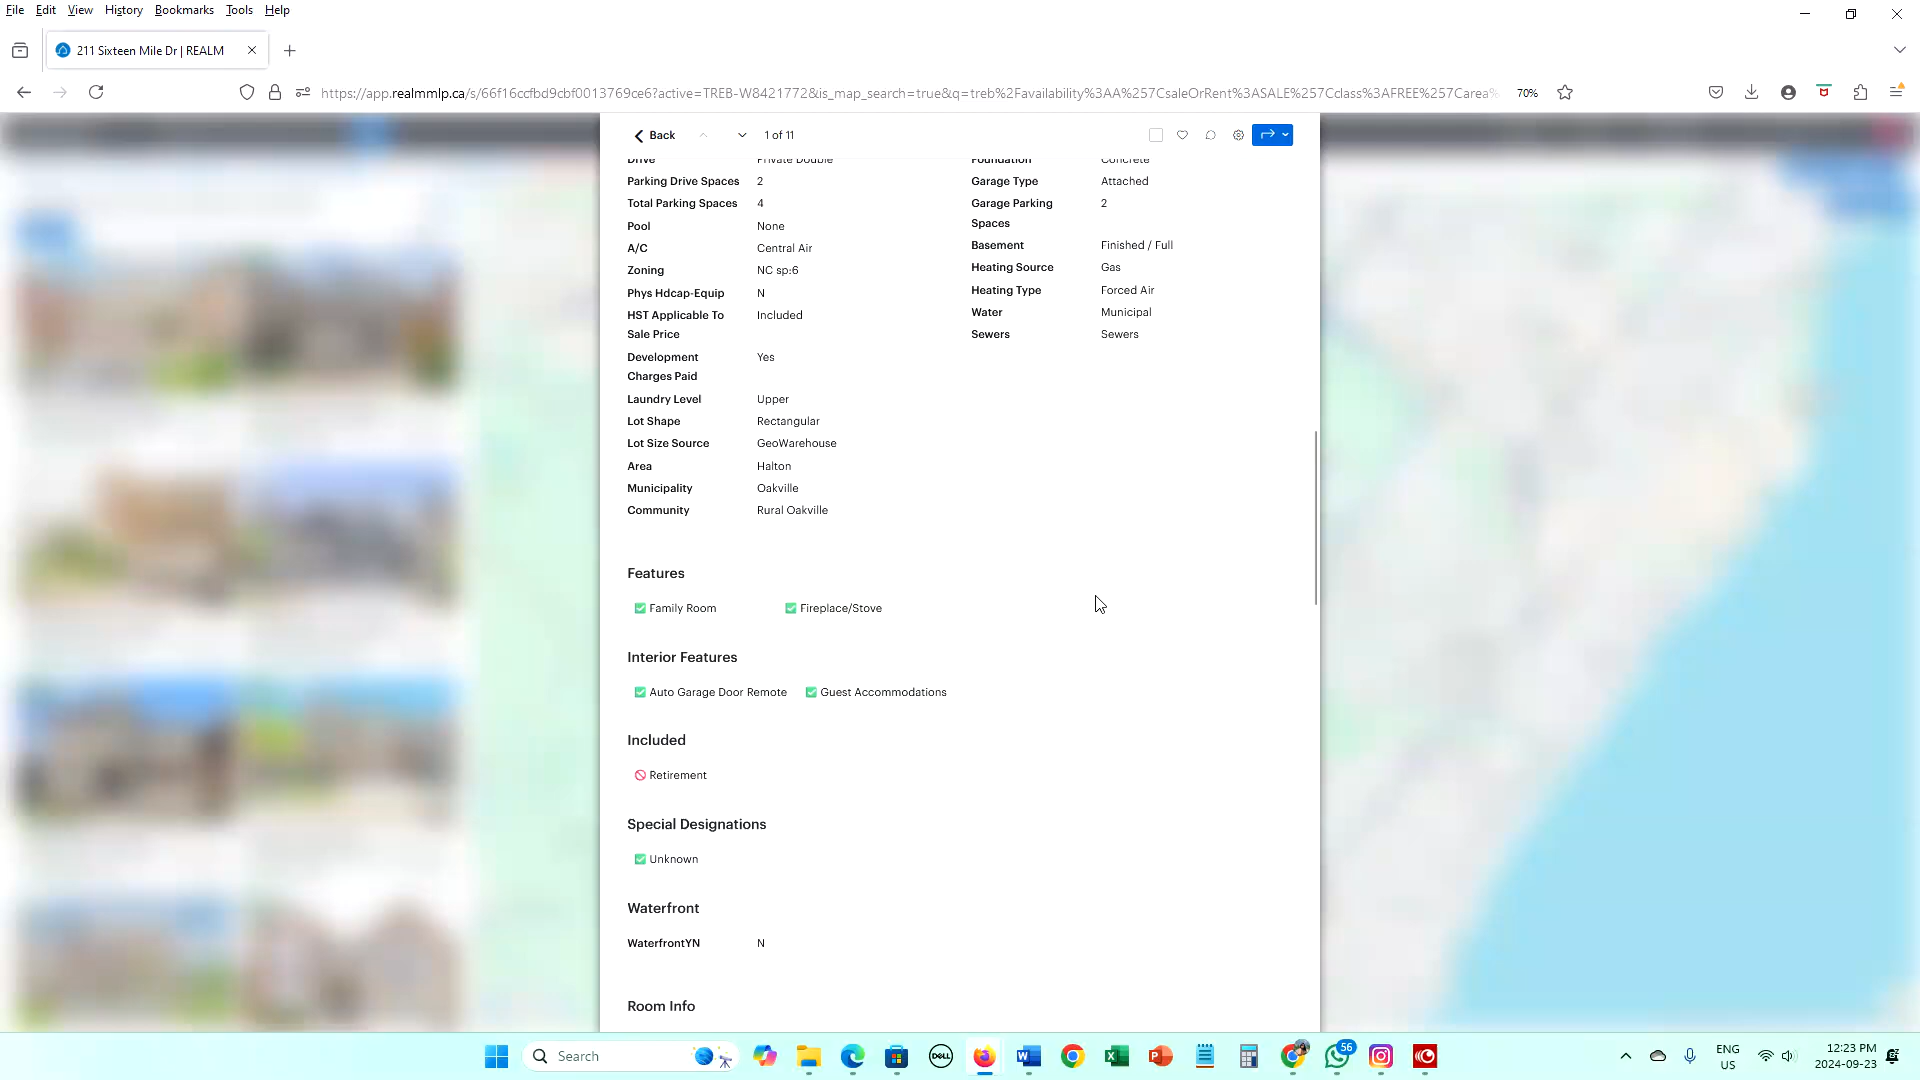 File Edit View History Bookmarks Tools Help
211 Sixteen Mile Dr | REALM
https://app.realmmlp.ca/s/66f16ccfbd9cbf0013769ce6?active=TREB-W8421772&is_map_search=true&q=treb%2Favailability%3AA%257CsaleOrRent%3ASALE%257Cclass%3AFREE%257Carea%
70%
Back 1 of 11
Drive Private Double Foundation Concrete
Parking Drive Spaces 2 Garage Type Attached
Total Parking Spaces 4 Garage Parking 2
Spaces
Pool None
A/C Central Air Basement Finished / Full
Zoning NC sp:6 Heating Source Gas
Phys Hdcap-Equip N Heating Type Forced Air
HST Applicable To Included Water Municipal
Sale Price Sewers Sewers
Development Yes
Charges Paid
Laundry Level Upper
Lot Shape Rectangular
Lot Size Source GeoWarehouse
Area Halton
Municipality Oakville
Community Rural Oakville
Features
Family Room Fireplace/Stove
Interior Features
Auto Garage Door Remote Guest Accommodations
Included
Retirement
Special Designations
Unknown
Waterfront
WaterfrontYN N
Room Info
Search
DELL
56
ENG
US
12:23 PM
2024-09-23